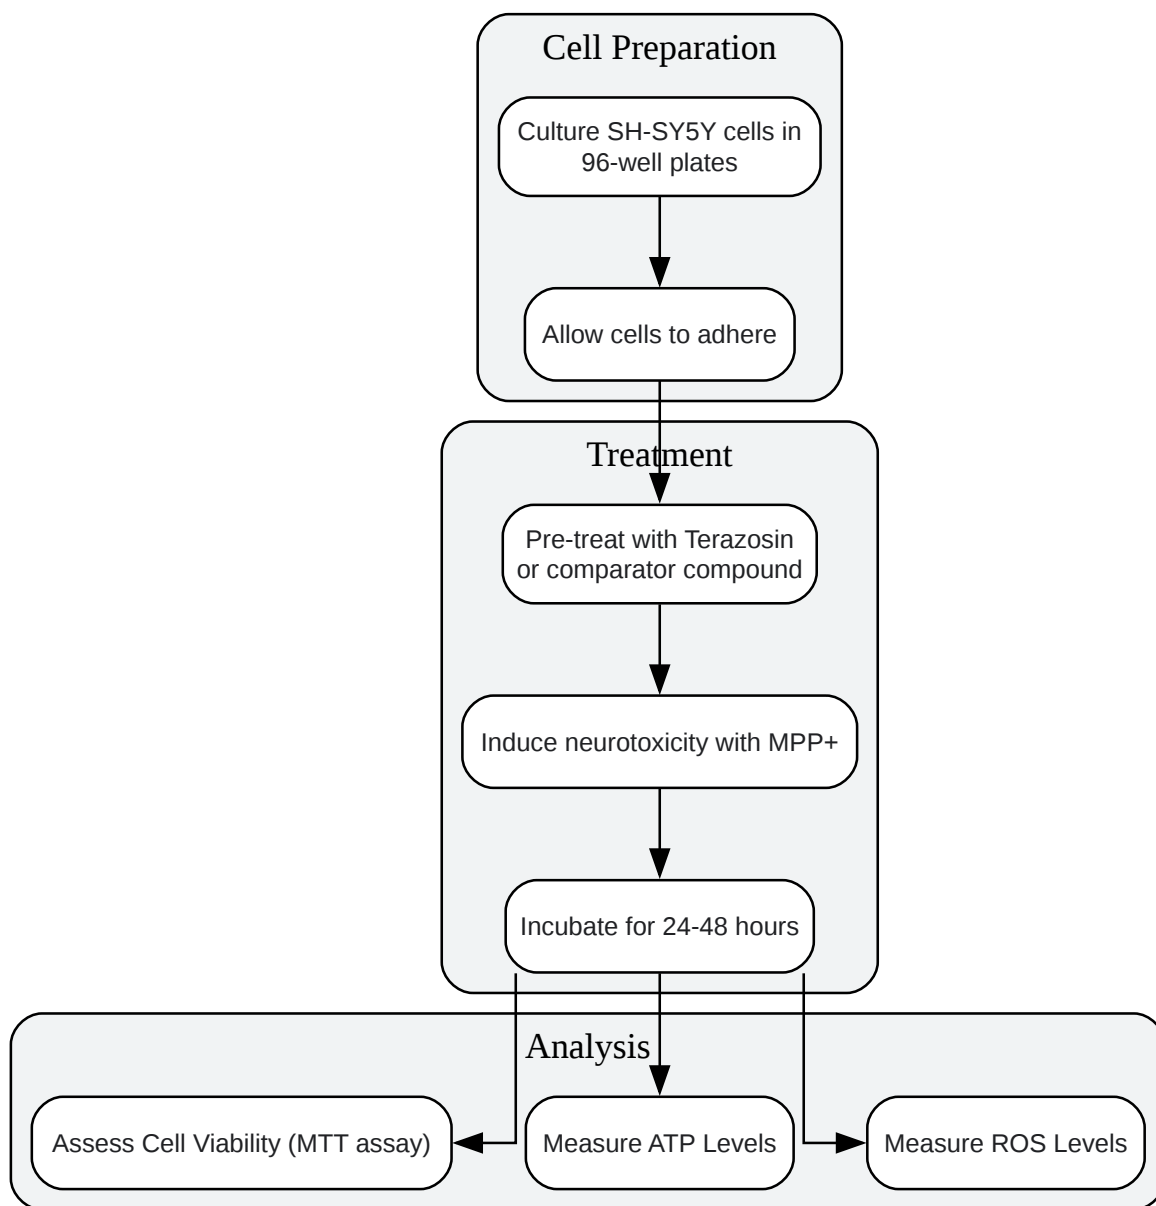 Cell Preparation
Culture SH-SY5Y cells in
96-well plates
Allow cells to adhere
Treatment
Pre-treat with Terazosin
or comparator compound
Induce neurotoxicity with MPP+
Incubate for 24-48 hours
Analysis
Assess Cell Viability (MTT assay)
Measure ATP Levels
Measure ROS Levels